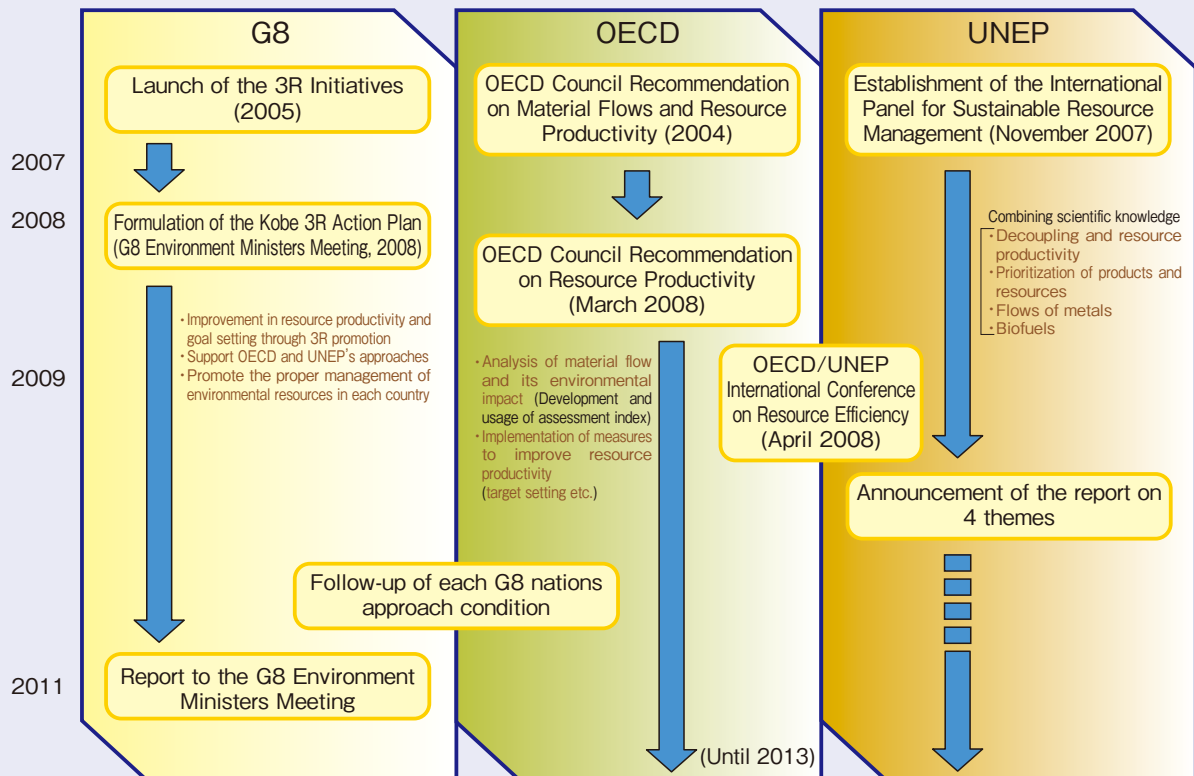 G8
Launch of the 3R Initiatives
(2005)
2007
2008
Formulation of the Kobe 3R Action Plan
(G8 Environment Ministers Meeting, 2008)
・Improvement in resource productivity and
goal setting through 3R promotion
・Support OECD and UNEP's approaches
・Promote the proper management of
environmental resources in each country
2009
Follow-up of each G8 nations
approach condition
2011
Report to the G8 Environment
Ministers Meeting
OECD
OECD Council Recommendation
on Material Flows and Resource
Productivity (2004)
OECD Council Recommendation
on Resource Productivity
(March 2008)
・Analysis of material flow
and its environmental
impact (Development and
usage of assessment index)
・Implementation of measures
to improve resource
productivity
(target setting etc.)
OECD/UNEP
International Conference
on Resource Efficiency
(April 2008)
(Until 2013)
UNEP
Establishment of the International
Panel for Sustainable Resource
Management (November 2007)
Combining scientific knowledge
・Decoupling and resource
productivity
・Prioritization of products and
resources
・Flows of metals
・Biofuels
Announcement of the report on
4 themes